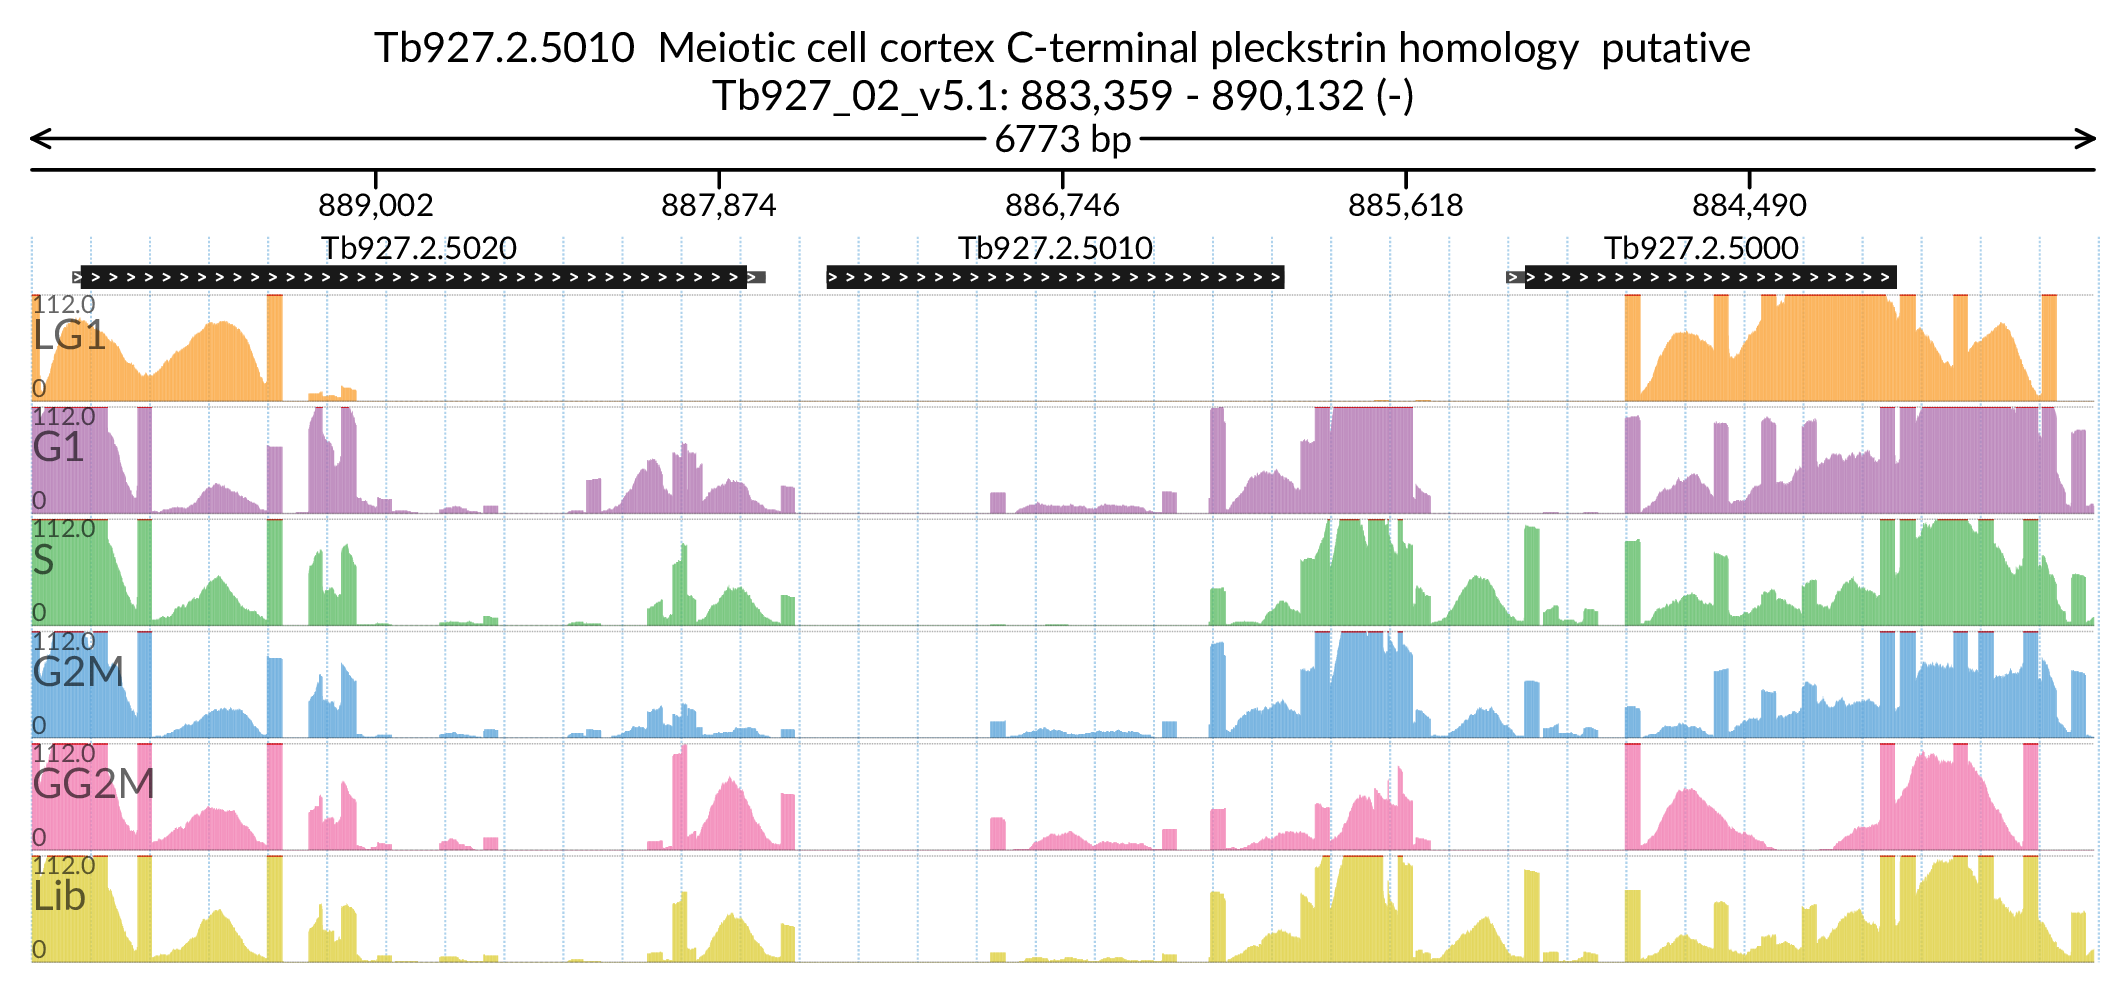 Tb927.2.5010 Meiotic cell cortex C-terminal pleckstrin homology putative
Tb927_02_v5.1: 883,359 - 890,132 (-)
6773 bp
889,002 887,874 886,746 885,618 884,490
Tb927.2.5020 Tb927.2.5010 Tb927.2.5000
112.0
LG1
0
112.0
G1
0
112.0
S
0
112.0
G2M
0
112.0
GG2M
0
112.0
Lib
0